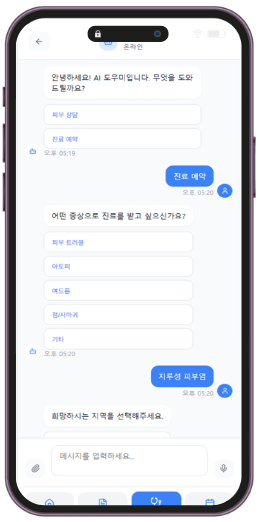 온라인
안녕하세요! AI 도우미입니다. 무엇을 도와
드릴까요?
피부 상담
진료 예약
오후 05:19
진료 예약
오후 05:20
어떤 증상으로 진료를 받고 싶으신가요?
피부 트러블
아토피
여드름
점/사마귀
기타
오후 05:20
지루성 피부염
오후 05:20
희망하시는 지역을 선택해주세요.
메시지를 입력하세요...